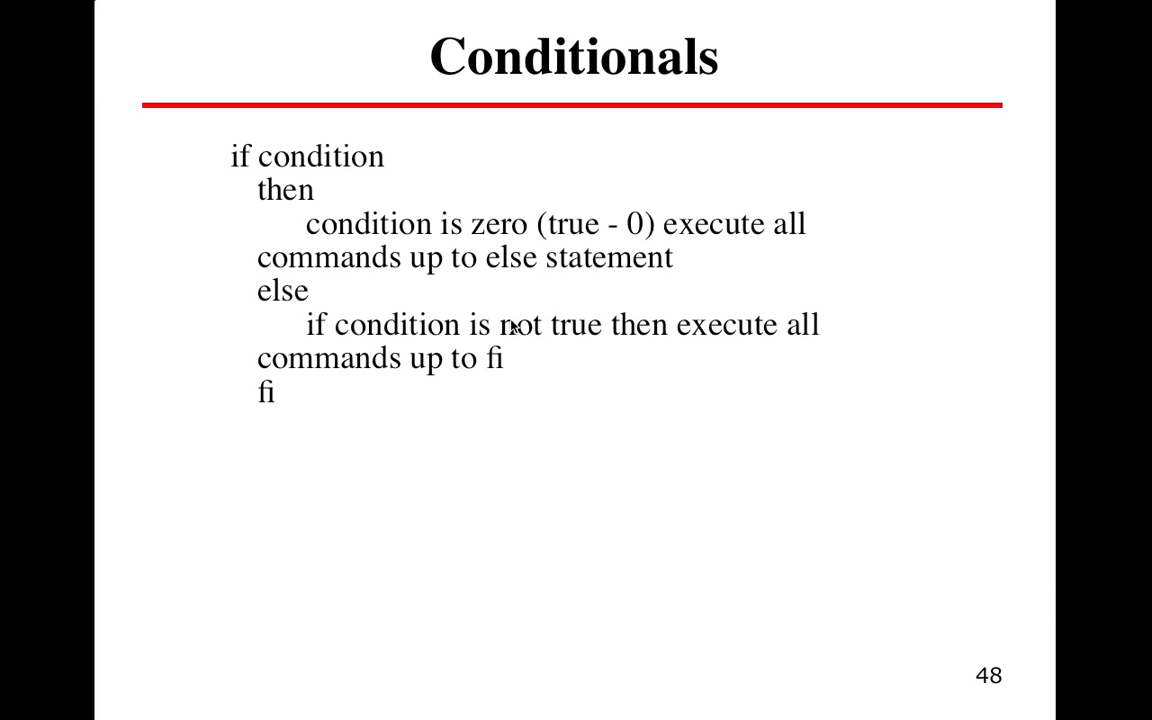 Conditionals
if condition
then
condition is zero (true - 0) execute all
commands up to else statement
else
if condition is not true then execute all
commands up to fi
fi
48